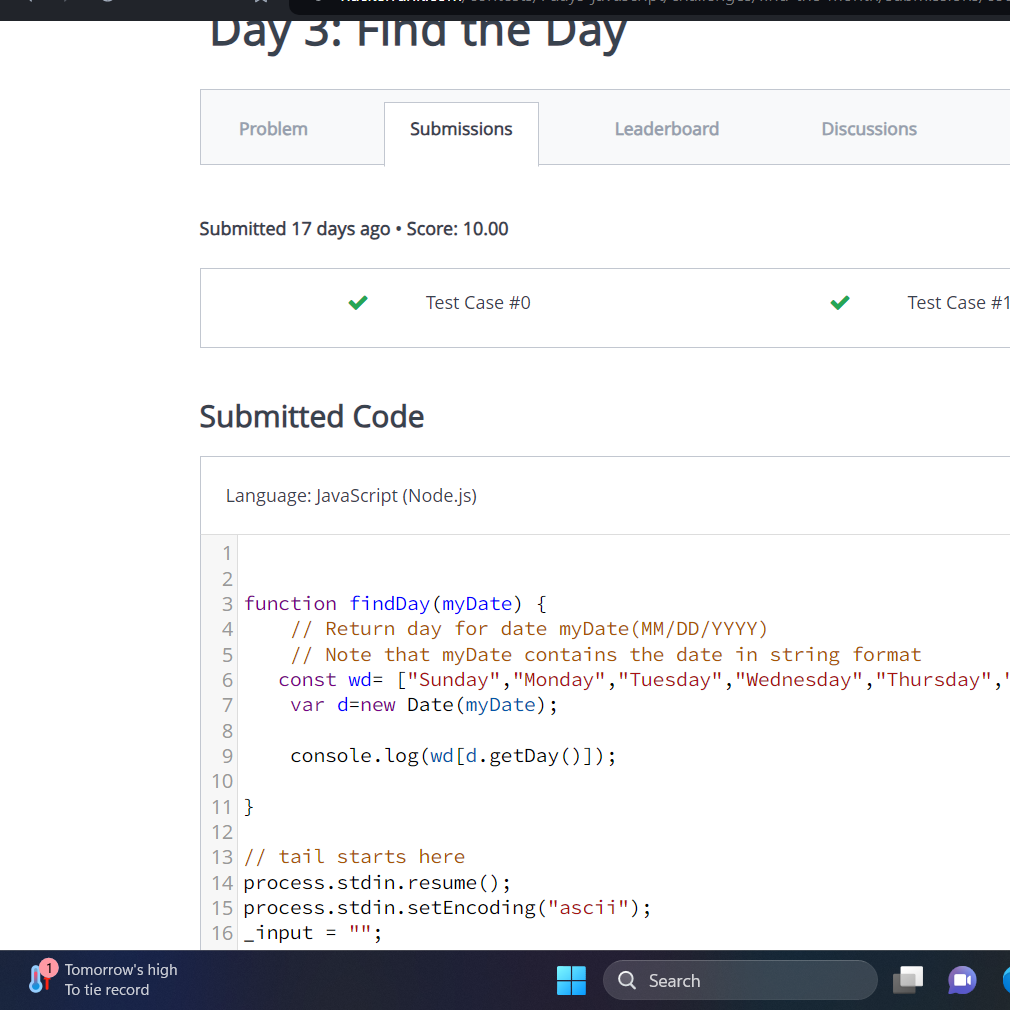 Day 3: Find the Day
Problem
Submissions
Leaderboard
Discussions
Submitted 17 days ago • Score: 10.00
Test Case #0
Test Case #1
Submitted Code
Language: JavaScript (Node.js)
1
2
3 function findDay(myDate) {
4 // Return day for date myDate(MM/DD/YYYY)
5 // Note that myDate contains the date in string format
6 const wd= ["Sunday","Monday","Tuesday","Wednesday","Thursday","
7 var d=new Date(myDate);
8
9 console.log(wd[d.getDay()]);
10
11 }
12
13 // tail starts here
14 process.stdin.resume();
15 process.stdin.setEncoding("ascii");
16 _input = "";
1
Tomorrow's high
To tie record
Search